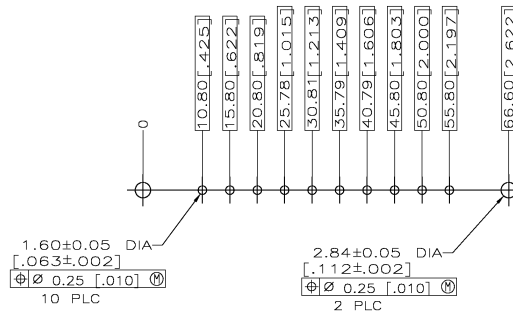 0
10.80[.425]
15.80[.622]
20.80[.819]
25.78[1.015]
30.81[1.213]
35.79[1.409]
40.79[1.606]
45.80[1.803]
50.80[2.000]
55.80[2.197]
66.60[2.622]
1.60±0.05 DIA
[.063±.002]
⌖ Ø 0.25 [.010] Ⓜ
10 PLC
2.84±0.05 DIA
[.112±.002]
⌖ Ø 0.25 [.010] Ⓜ
2 PLC